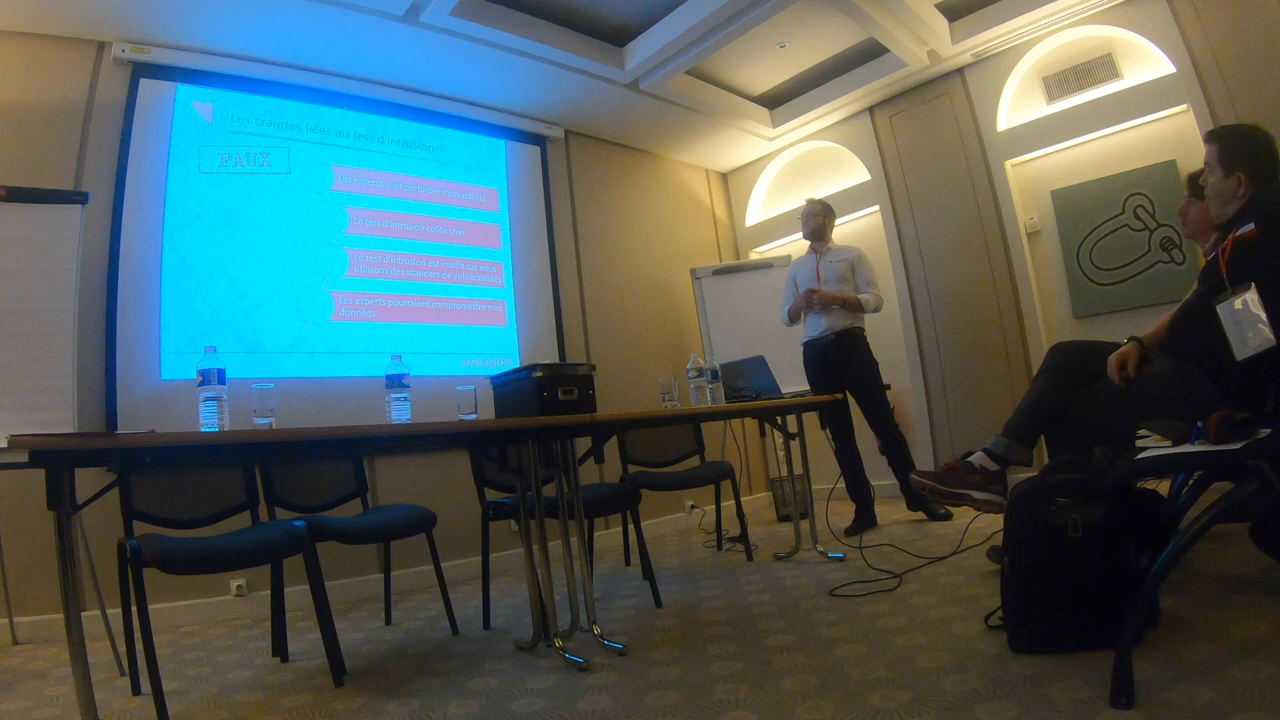 Les craintes liées au test d'intrusion
FAUX
Les experts vont perturber mon activité
Le test d'intrusion coûte cher
Le test d'intrusion est inutile car nous
utilisons des scanners de vulnérabilités
Les experts pourraient compromettre mes
données